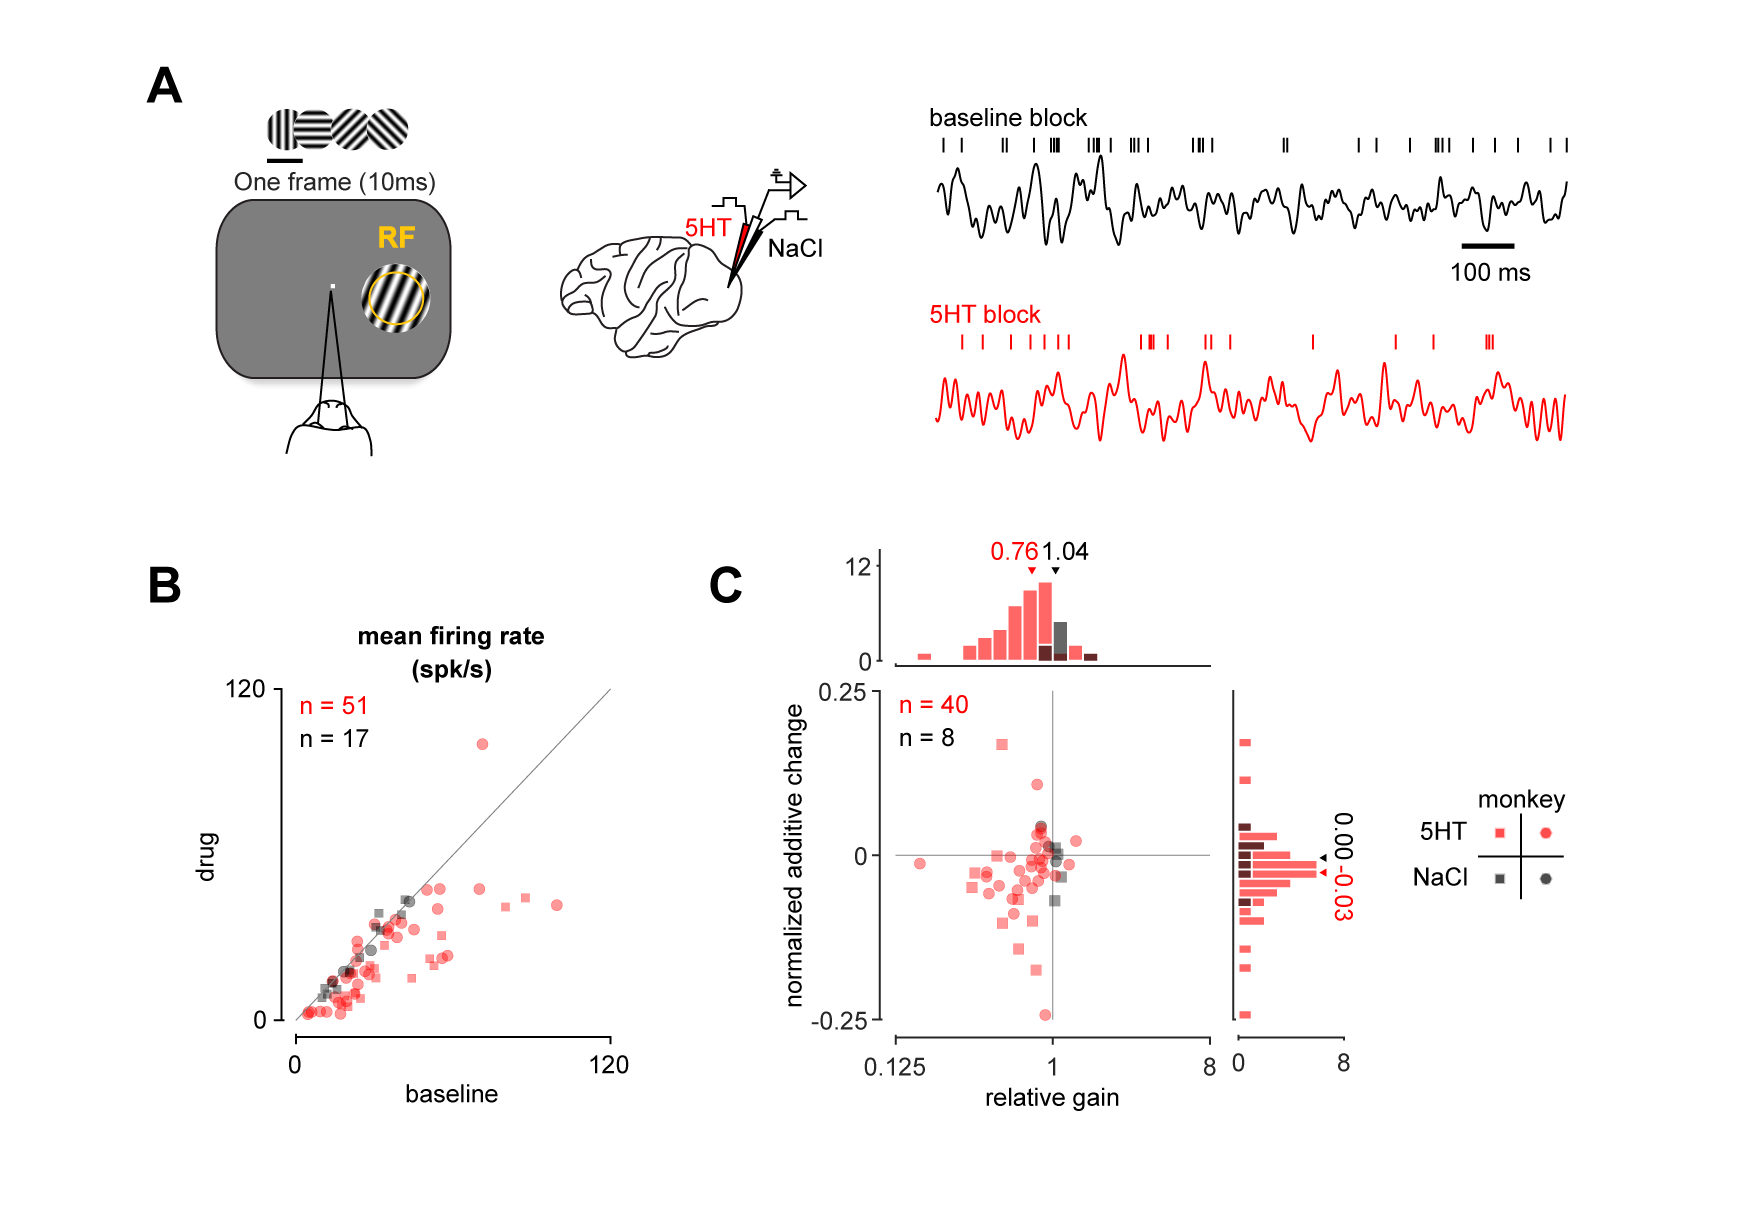 A
One frame (10ms)
RF
5HT
NaCl
baseline block
100 ms
5HT block
B
mean firing rate
(spk/s)
120
n = 51
n = 17
drug
0
0
120
baseline
C
0.76 1.04
12
0
0.25
n = 40
n = 8
normalized additive change
0
-0.25
0.125
1
8
relative gain
0.00
-0.03
0
8
monkey
5HT
NaCl